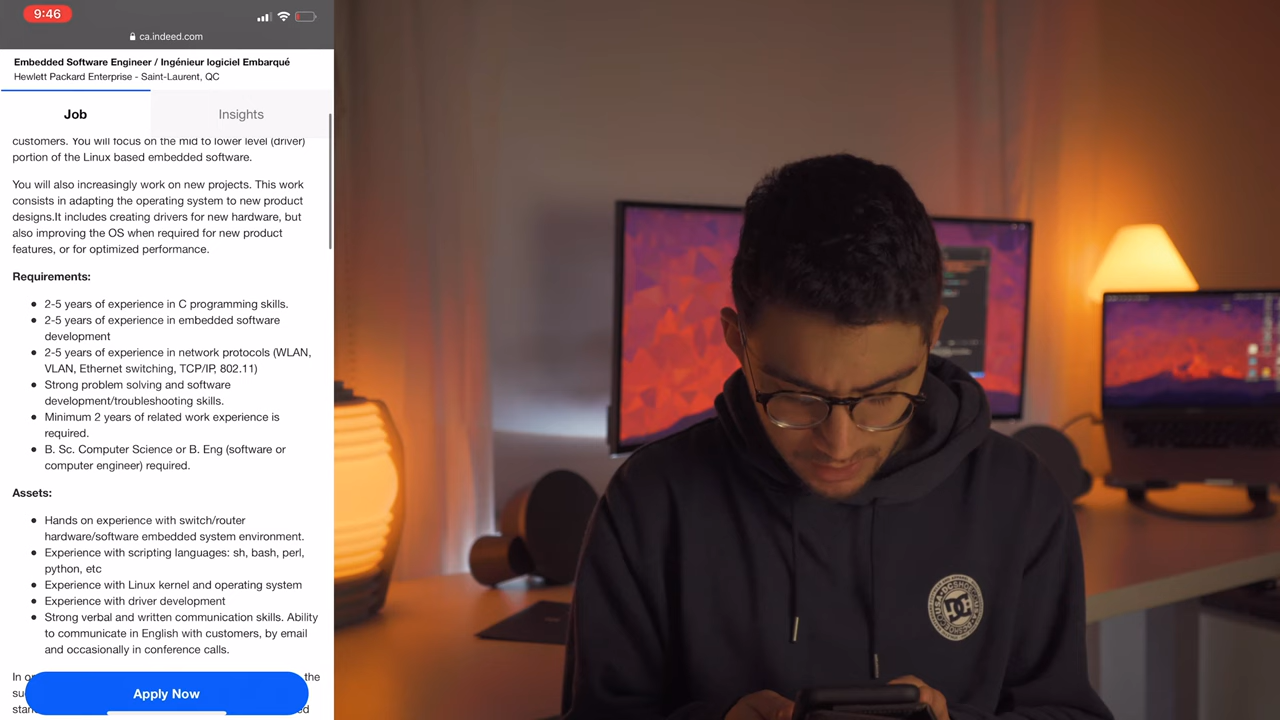 9:46
ca.indeed.com
Embedded Software Engineer / Ingénieur logiciel Embarqué
Hewlett Packard Enterprise - Saint-Laurent, QC
Job
Insights
customers. You will focus on the mid to lower level (driver)
portion of the Linux based embedded software.
You will also increasingly work on new projects. This work
consists in adapting the operating system to new product
designs.It includes creating drivers for new hardware, but
also improving the OS when required for new product
features, or for optimized performance.
Requirements:
2-5 years of experience in C programming skills.
2-5 years of experience in embedded software
development
2-5 years of experience in network protocols (WLAN,
VLAN, Ethernet switching, TCP/IP, 802.11)
Strong problem solving and software
development/troubleshooting skills.
Minimum 2 years of related work experience is
required.
B. Sc. Computer Science or B. Eng (software or
computer engineer) required.
Assets:
Hands on experience with switch/router
hardware/software embedded system environment.
Experience with scripting languages: sh, bash, perl,
python, etc
Experience with Linux kernel and operating system
Experience with driver development
Strong verbal and written communication skills. Ability
to communicate in English with customers, by email
and occasionally in conference calls.
the
Apply Now
DCSHOECOUSA
DC